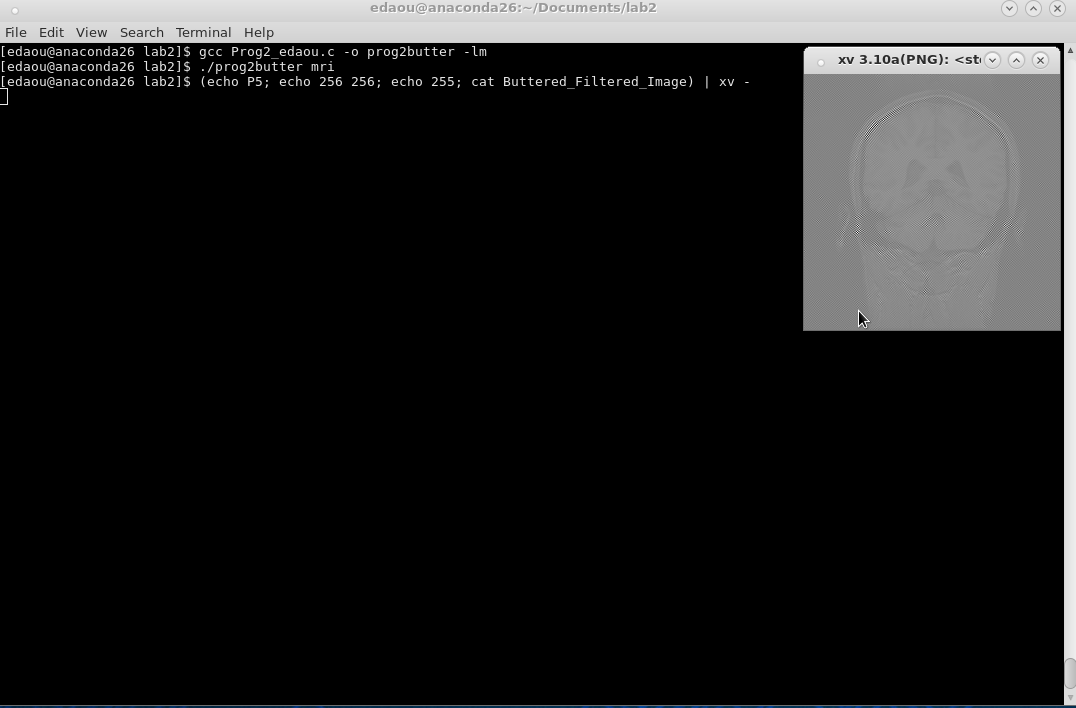 edaou@anaconda26:~/Documents/lab2
File Edit View Search Terminal Help
[edaou@anaconda26 lab2]$ gcc Prog2_edaou.c -o prog2butter -lm
[edaou@anaconda26 lab2]$ ./prog2butter mri
[edaou@anaconda26 lab2]$ (echo P5; echo 256 256; echo 255; cat Buttered_Filtered_Image) | xv -
xv 3.10a(PNG): <st